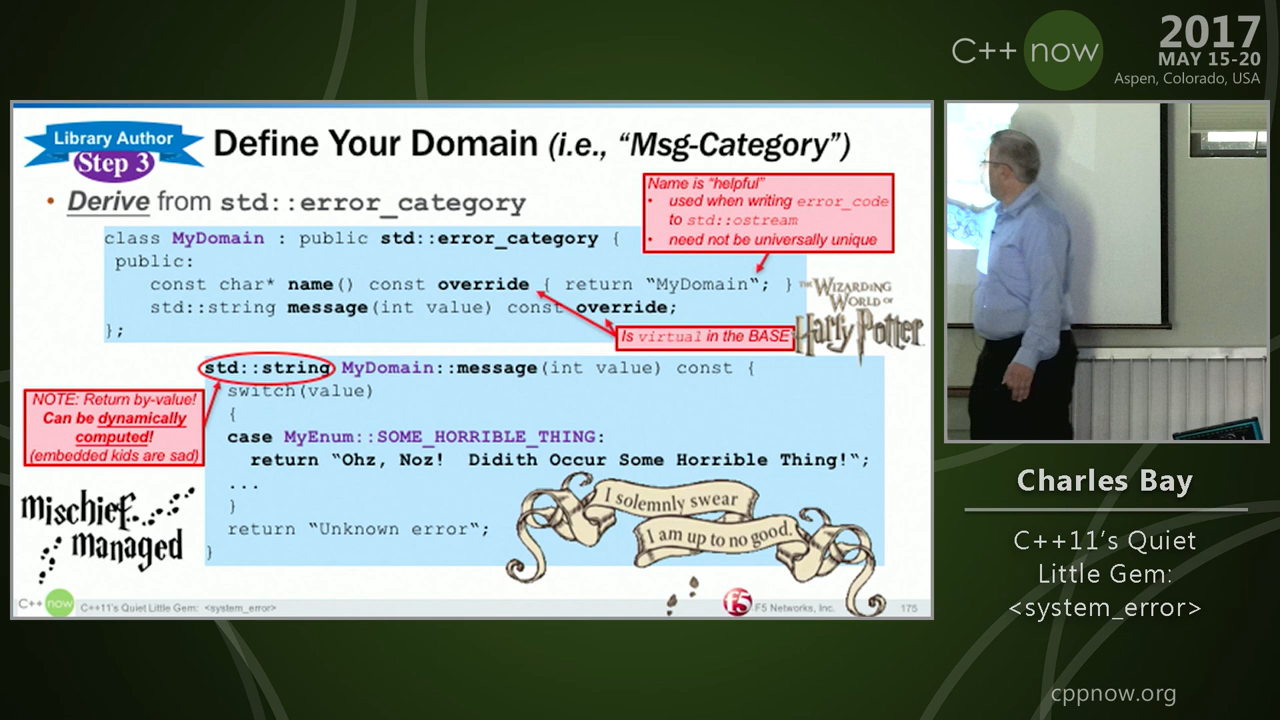 C++ now
2017
MAY 15-20
Aspen, Colorado, USA
Library Author
Step 3
Define Your Domain (i.e., “Msg-Category”)
• Derive from std::error_category
Name is “helpful”
• used when writing error_code
to std::ostream
• need not be universally unique
class MyDomain : public std::error_category {
public:
const char* name() const override { return “MyDomain“; }
std::string message(int value) const override;
};
Is virtual in the BASE
THE WIZARDING
WORLD OF
Harry Potter
std::string MyDomain::message(int value) const {
switch(value)
{
case MyEnum::SOME_HORRIBLE_THING:
return “Ohz, Noz!  Didith Occur Some Horrible Thing!“;
...
}
return “Unknown error“;
}
NOTE: Return by-value!
Can be dynamically
computed!
(embedded kids are sad)
mischief
managed
I solemnly swear
I am up to no good.
C++ now
C++11’s Quiet Little Gem: <system_error>
f5
F5 Networks, Inc.
175
Charles Bay
C++11’s Quiet
Little Gem:
<system_error>
cppnow.org